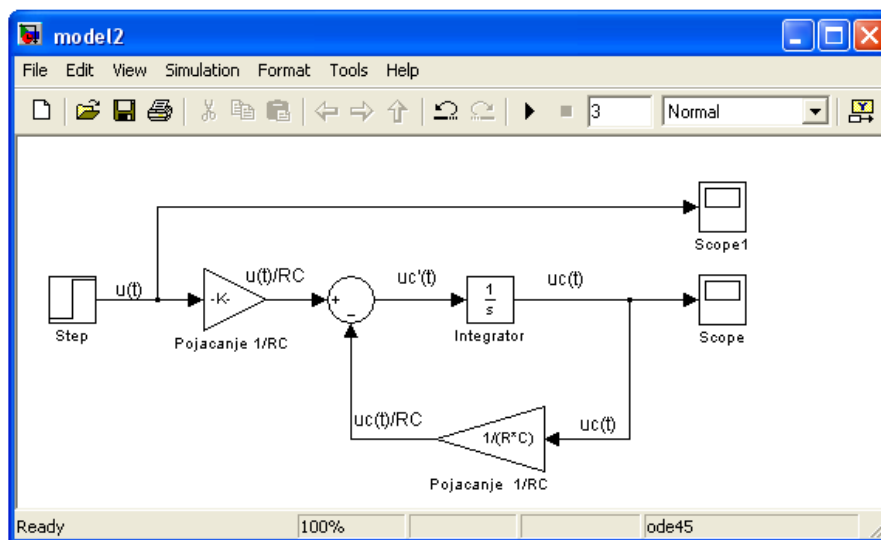 model2
File Edit View Simulation Format Tools Help
3 Normal
Scope1
u(t) u(t)/RC uc'(t) uc(t)
-K- + − 1/s
Step Pojacanje 1/RC Integrator Scope
uc(t)/RC 1/(R*C) uc(t)
Pojacanje 1/RC
Ready 100% ode45